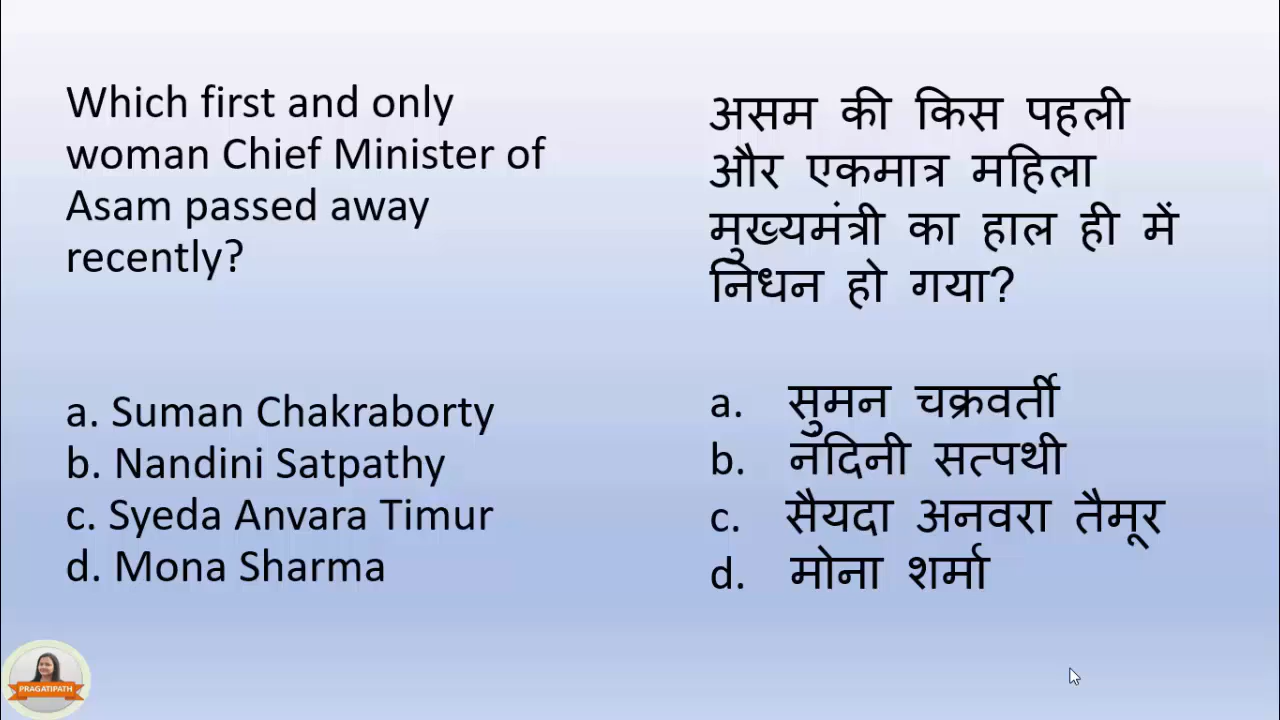 Which first and only
woman Chief Minister of
Asam passed away
recently?
a. Suman Chakraborty
b. Nandini Satpathy
c. Syeda Anvara Timur
d. Mona Sharma
असम की किस पहली
और एकमात्र महिला
मुख्यमंत्री का हाल ही में
निधन हो गया?
a. सुमन चक्रवर्ती
b. नंदिनी सत्पथी
c. सैयदा अनवरा तैमूर
d. मोना शर्मा
PRAGATIPATH